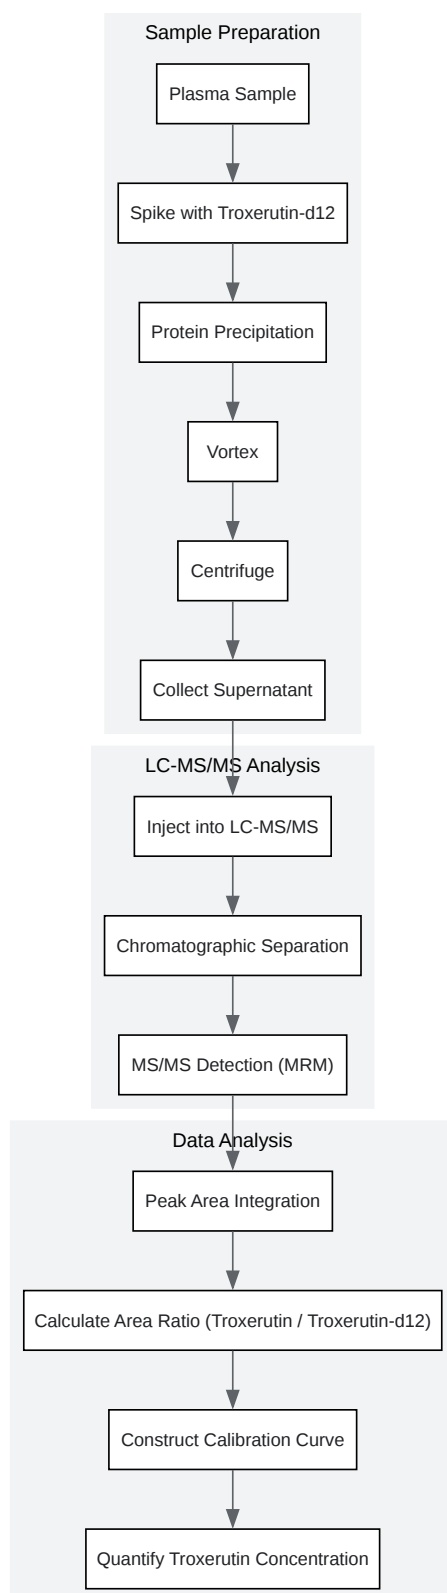 Sample Preparation
Plasma Sample
Spike with Troxerutin-d12
Protein Precipitation
Vortex
Centrifuge
Collect Supernatant
LC-MS/MS Analysis
Inject into LC-MS/MS
Chromatographic Separation
MS/MS Detection (MRM)
Data Analysis
Peak Area Integration
Calculate Area Ratio (Troxerutin / Troxerutin-d12)
Construct Calibration Curve
Quantify Troxerutin Concentration